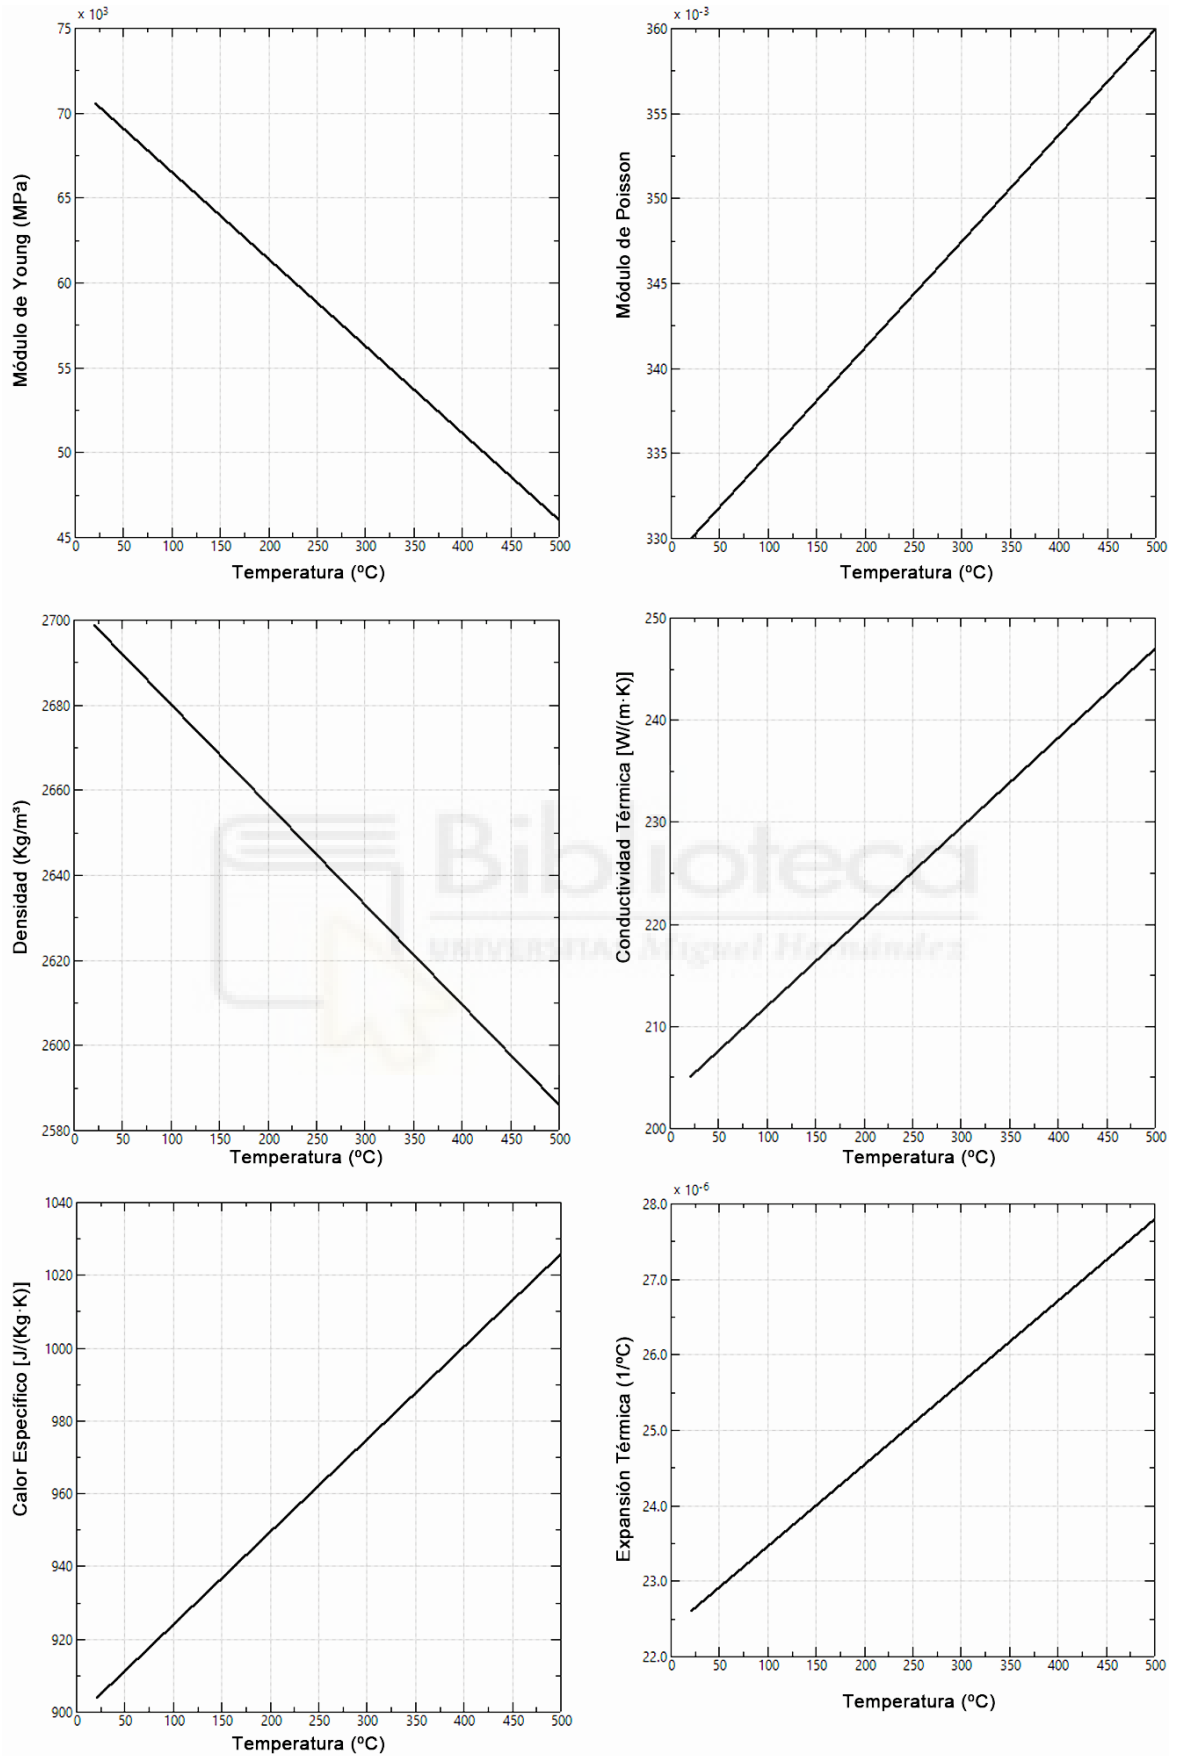 x 10³
75
70
65
60
55
50
45
0 50 100 150 200 250 300 350 400 450 500
Módulo de Young (MPa)
Temperatura (ºC)
x 10⁻³
360
355
350
345
340
335
330
0 50 100 150 200 250 300 350 400 450 500
Módulo de Poisson
Temperatura (ºC)
2700
2680
2660
2640
2620
2600
2580
0 50 100 150 200 250 300 350 400 450 500
Densidad (Kg/m³)
Temperatura (ºC)
250
240
230
220
210
200
0 50 100 150 200 250 300 350 400 450 500
Conductividad Térmica [W/(m·K)]
Temperatura (ºC)
Biblioteca
UNIVERSITAS Miguel Hernández
1040
1020
1000
980
960
940
920
900
0 50 100 150 200 250 300 350 400 450 500
Calor Específico [J/(Kg·K)]
Temperatura (ºC)
x 10⁻⁶
28.0
27.0
26.0
25.0
24.0
23.0
22.0
0 50 100 150 200 250 300 350 400 450 500
Expansión Térmica (1/ºC)
Temperatura (ºC)